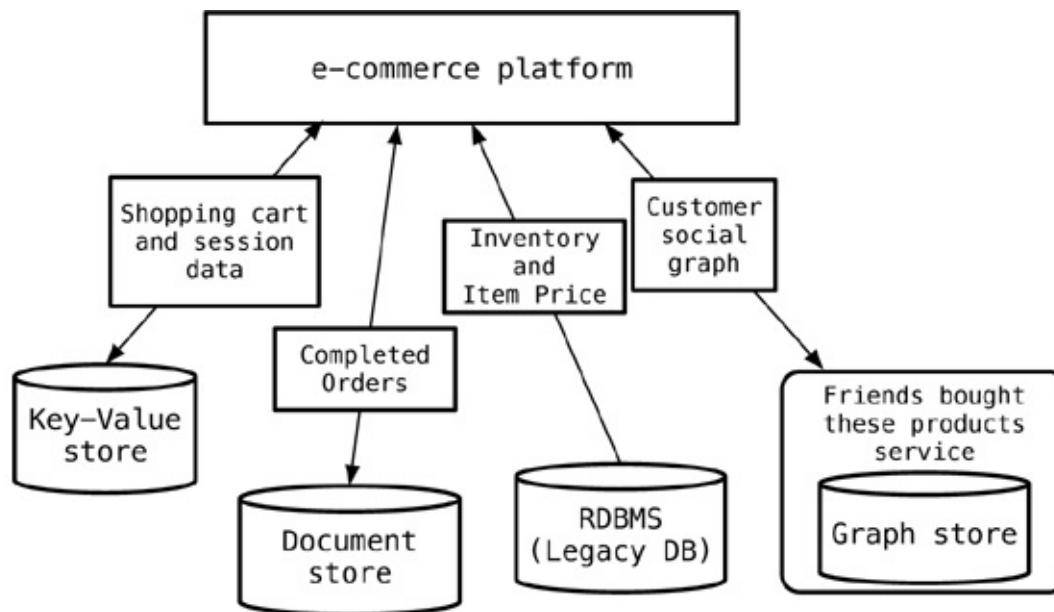 e-commerce platform
Shopping cart
and session
data
Completed
Orders
Inventory
and
Item Price
Customer
social
graph
Key-Value
store
Document
store
RDBMS
(Legacy DB)
Friends bought
these products
service
Graph store